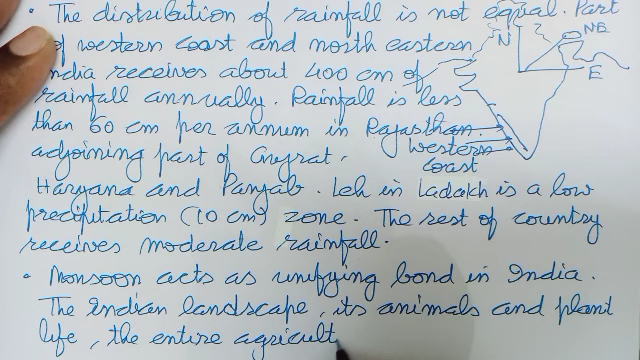 • The distribution of rainfall is not equal. Part
of western coast and north eastern
India receives about 400 cm of
rainfall annually. Rainfall is less
than 60 cm per annum in Rajasthan.
adjoining part of Gujrat,
Haryana and Panjab. Leh in Ladakh is a low
precipitation (10 cm) zone. The rest of country
receives moderate rainfall.
• Monsoon acts as unifying bond in India.
The Indian landscape, its animals and plant
life, the entire agricult
N
NE
E
Western
Coast